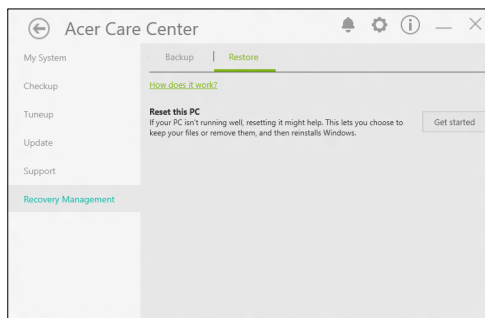 Acer Care Center
My System
Checkup
Tuneup
Update
Support
Recovery Management
Backup
Restore
How does it work?
Reset this PC
If your PC isn't running well, resetting it might help. This lets you choose to
keep your files or remove them, and then reinstalls Windows.
Get started